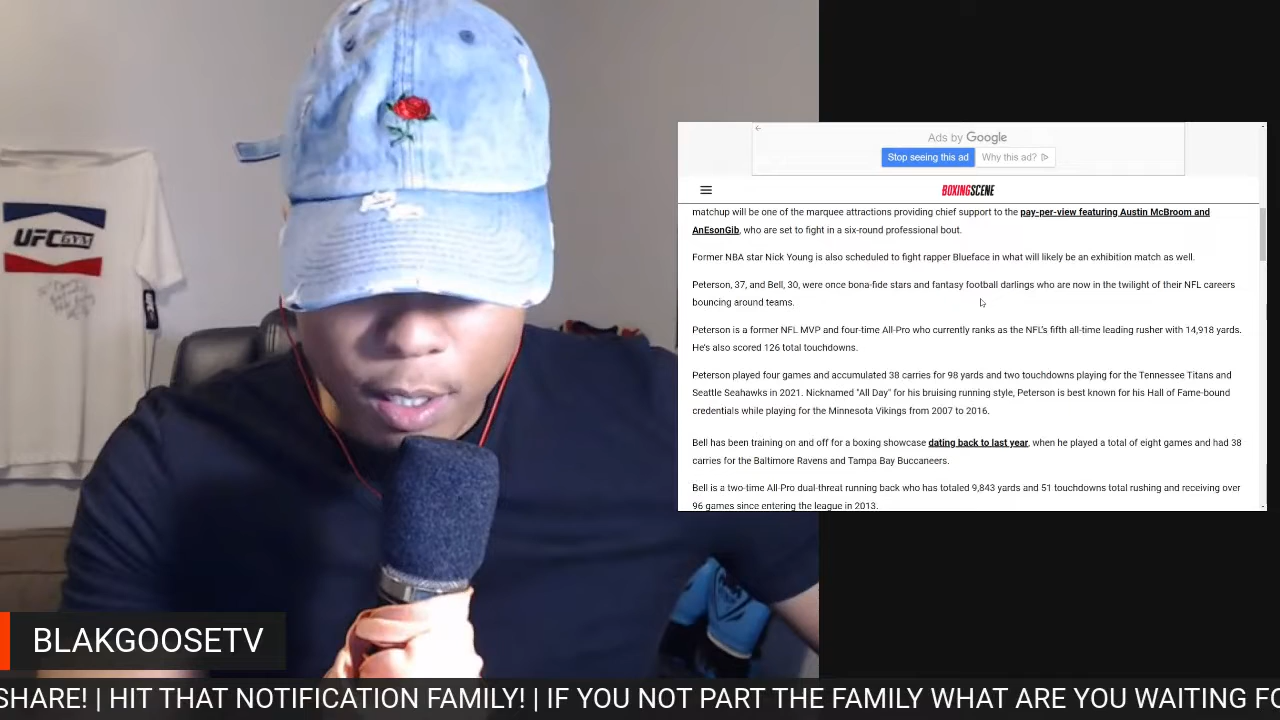 UFC GYM
Ads by Google
Stop seeing this ad
Why this ad?
BOXINGSCENE
matchup will be one of the marquee attractions providing chief support to the pay-per-view featuring Austin McBroom and
AnEsonGib, who are set to fight in a six-round professional bout.
Former NBA star Nick Young is also scheduled to fight rapper Blueface in what will likely be an exhibition match as well.
Peterson, 37, and Bell, 30, were once bona-fide stars and fantasy football darlings who are now in the twilight of their NFL careers
bouncing around teams.
Peterson is a former NFL MVP and four-time All-Pro who currently ranks as the NFL's fifth all-time leading rusher with 14,918 yards.
He's also scored 126 total touchdowns.
Peterson played four games and accumulated 38 carries for 98 yards and two touchdowns playing for the Tennessee Titans and
Seattle Seahawks in 2021. Nicknamed "All Day" for his bruising running style, Peterson is best known for his Hall of Fame-bound
credentials while playing for the Minnesota Vikings from 2007 to 2016.
Bell has been training on and off for a boxing showcase dating back to last year, when he played a total of eight games and had 38
carries for the Baltimore Ravens and Tampa Bay Buccaneers.
Bell is a two-time All-Pro dual-threat running back who has totaled 9,843 yards and 51 touchdowns total rushing and receiving over
96 games since entering the league in 2013.
BLAKGOOSETV
SHARE! | HIT THAT NOTIFICATION FAMILY! | IF YOU NOT PART THE FAMILY WHAT ARE YOU WAITING FO